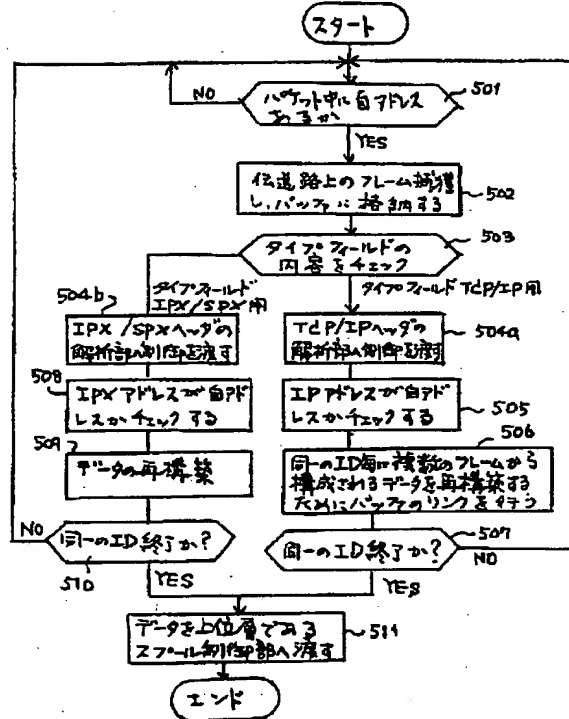 スタート
パケット中に自アドレス
あるか
501
NO
YES
伝送路上のフレーム捕獲
し、バッファに格納する
502
タイプフィールドの
内容をチェック
503
タイプフィールド
IPX/SPX用
タイプフィールド TCP/IP用
504b
IPX/SPXヘッダの
解析部へ制御を渡す
TCP/IPヘッダの
解析部へ制御を渡す
504a
508
IPXアドレスが自アド
レスかチェックする
IPアドレスが自アド
レスかチェックする
505
509
データの再構築
506
同一のID毎に複数のフレームから
構成されるデータを再構築する
ためにバッファのリンクを
NO
同一のID終了か?
510
同一のID終了か?
507
NO
YES
YES
データを上位層である
スプール制御部へ渡す
511
エンド